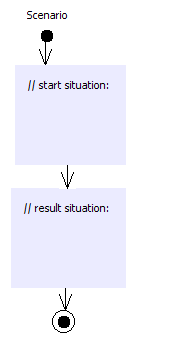 Scenario
// start situation:
// result situation: